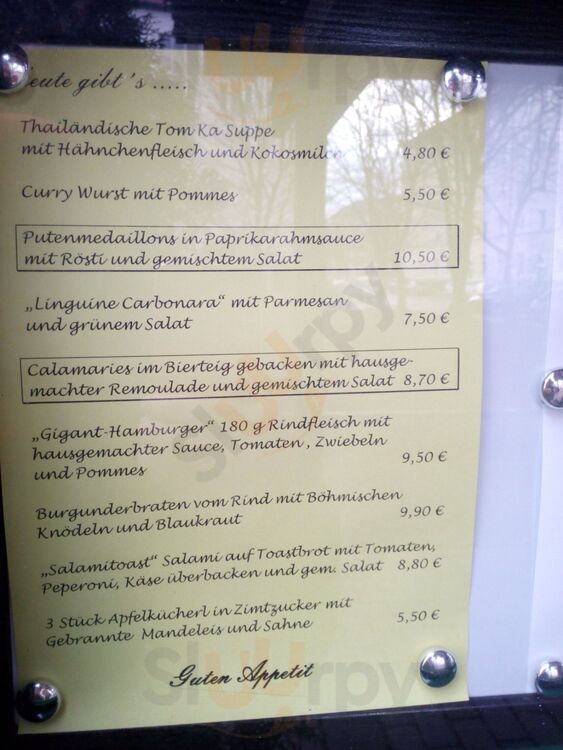 eute gibt's .....
Thailändische Tom Ka Suppe
mit Hähnchenfleisch und Kokosmilch 4,80 €
Curry Wurst mit Pommes 5,50 €
Putenmedaillons in Paprikarahmsauce
mit Rösti und gemischtem Salat 10,50 €
„Linguine Carbonara“ mit Parmesan
und grünem Salat 7,50 €
Calamaries im Bierteig gebacken mit hausge-
machter Remoulade und gemischtem Salat 8,70 €
„Gigant-Hamburger“ 180 g Rindfleisch mit
hausgemachter Sauce, Tomaten , Zwiebeln
und Pommes 9,50 €
Burgunderbraten vom Rind mit Böhmischen
Knödeln und Blaukraut 9,90 €
„Salamitoast“ Salami auf Toastbrot mit Tomaten,
Peperoni, Käse überbacken und gem. Salat 8,80 €
3 Stück Apfelkücherl in Zimtzucker mit
Gebrannte Mandeleis und Sahne 5,50 €
Guten Appetit
Slurrpy